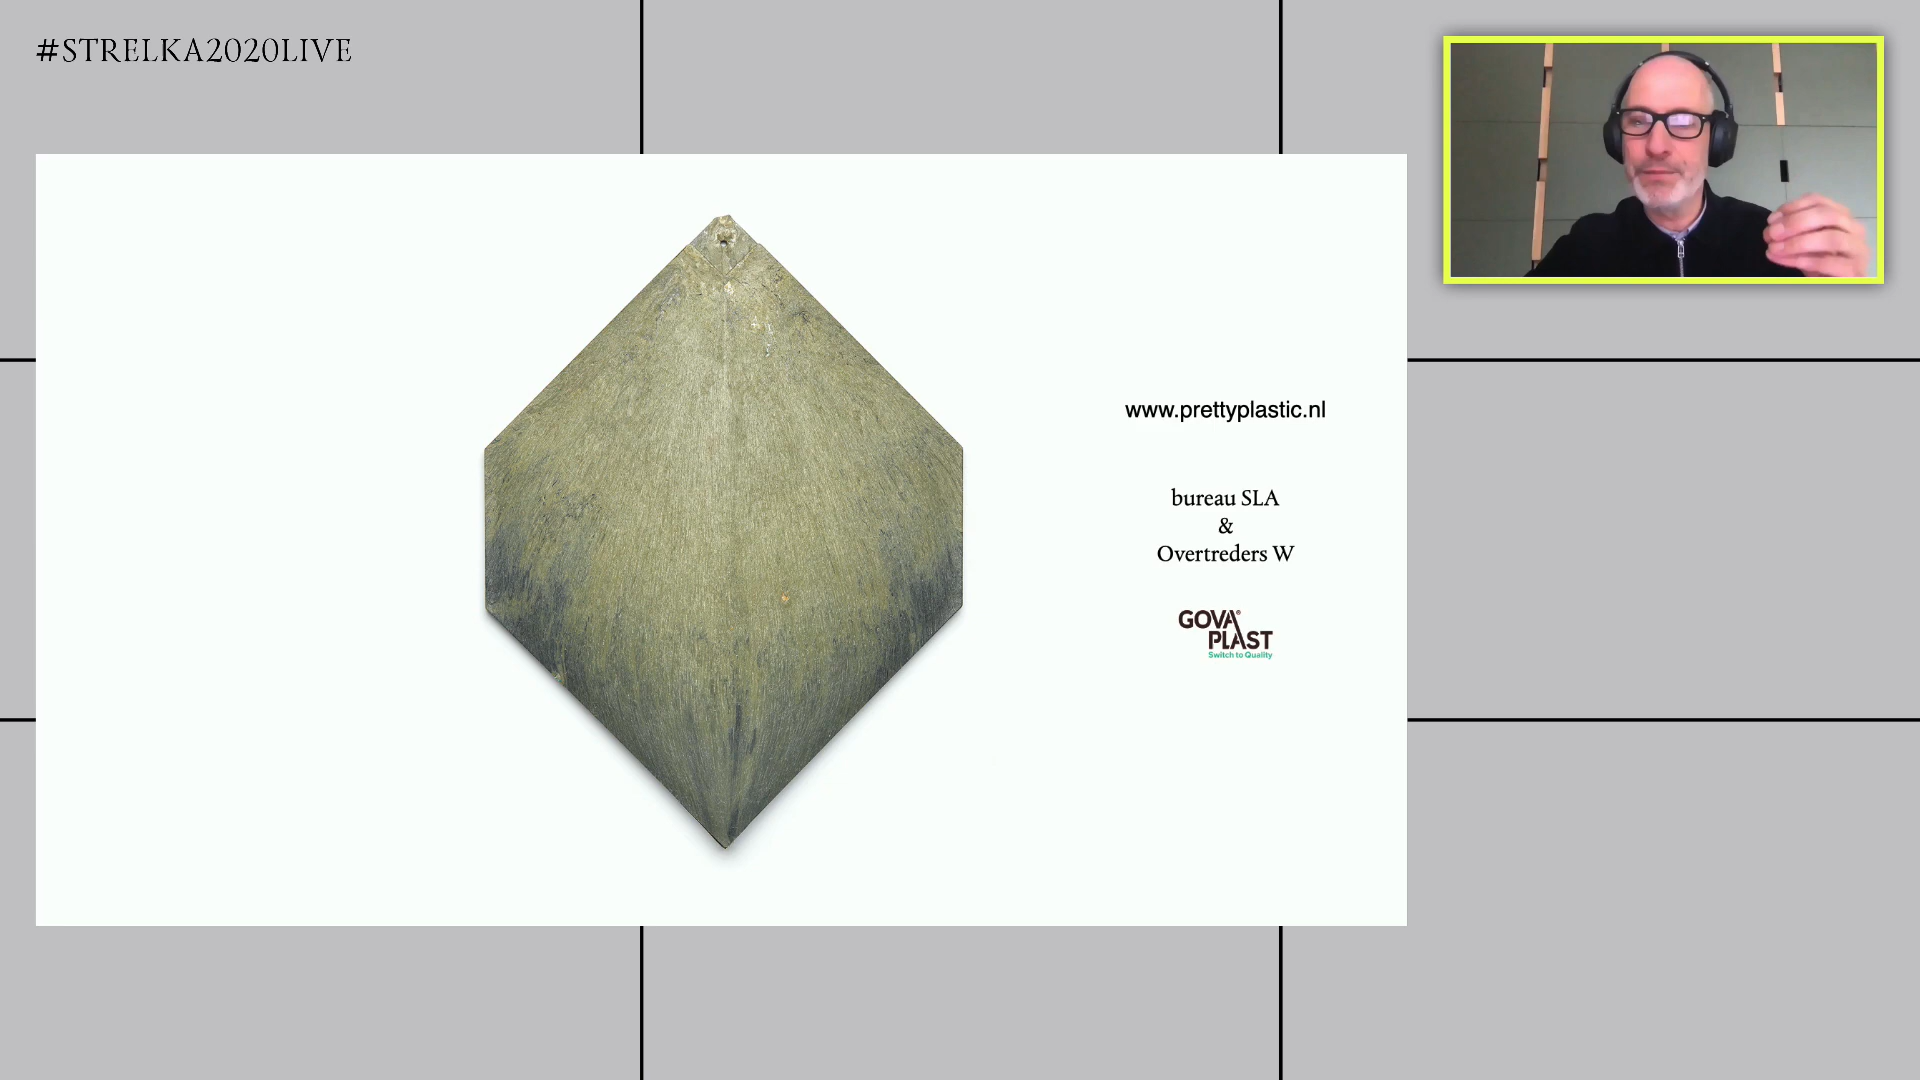 #STRELKA2020LIVE
www.prettyplastic.nl
bureau SLA
&
Overtreders W
GOVA®
PLAST
Switch to Quality